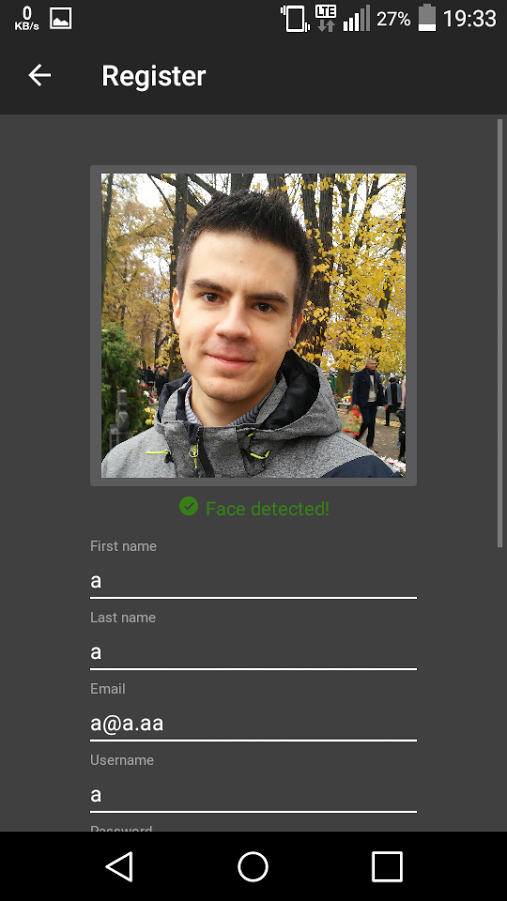 0
KB/s
LTE
27%
19:33
Register
Face detected!
First name
a
Last name
a
Email
a@a.aa
Username
a
Password